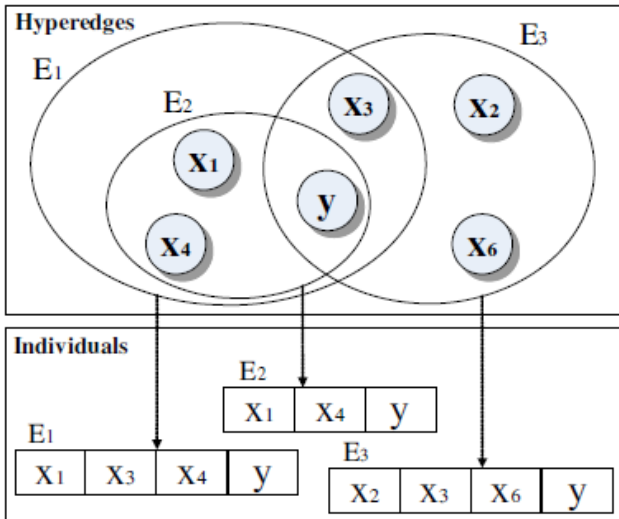 Hyperedges
E1
E3
E2
x3
x2
x1
y
x4
x6
Individuals
E2
x1 x4 y
E1
x1 x3 x4 y
E3
x2 x3 x6 y